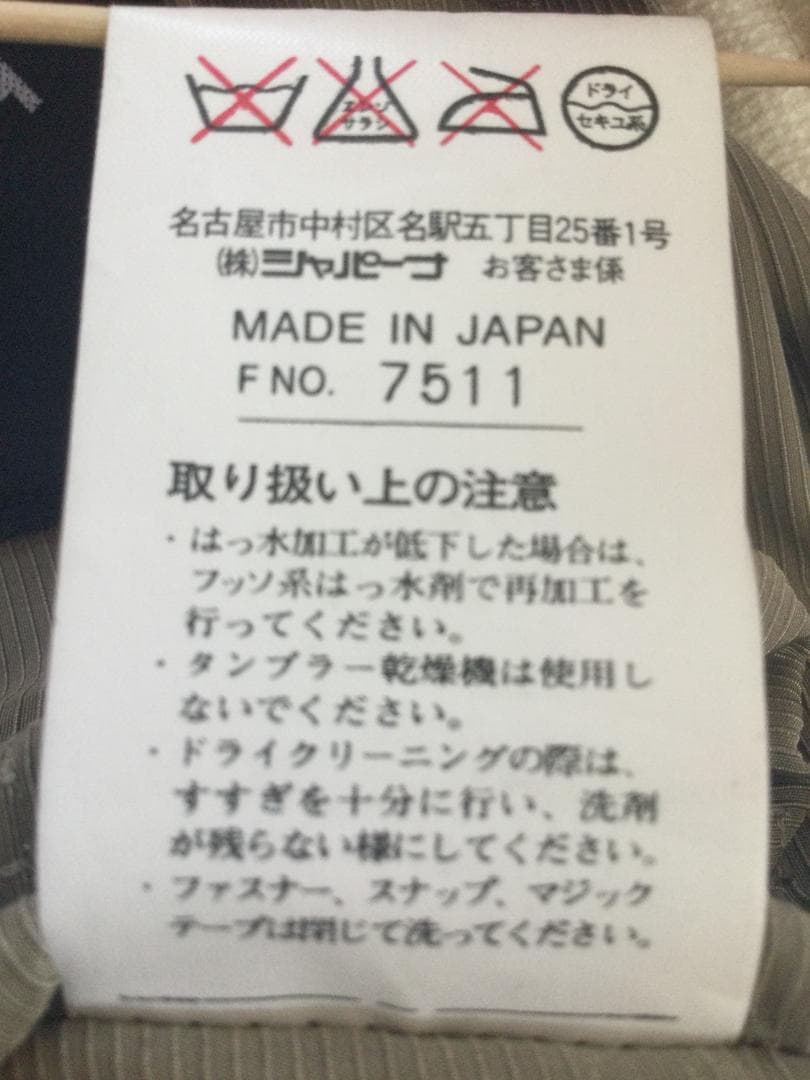 エンソ
サラシ
ドライ
セキユ系
名古屋市中村区名駅五丁目25番1号
(株)ジャパーナ お客さま係
MADE IN JAPAN
F NO. 7511
取り扱い上の注意
・はっ水加工が低下した場合は、
フッソ系はっ水剤で再加工を
行ってください。
・タンブラー乾燥機は使用し
ないでください。
・ドライクリーニングの際は、
すすぎを十分に行い、洗剤
が残らない様にしてください。
・ファスナー、スナップ、マジック
テープは閉じて洗ってください。